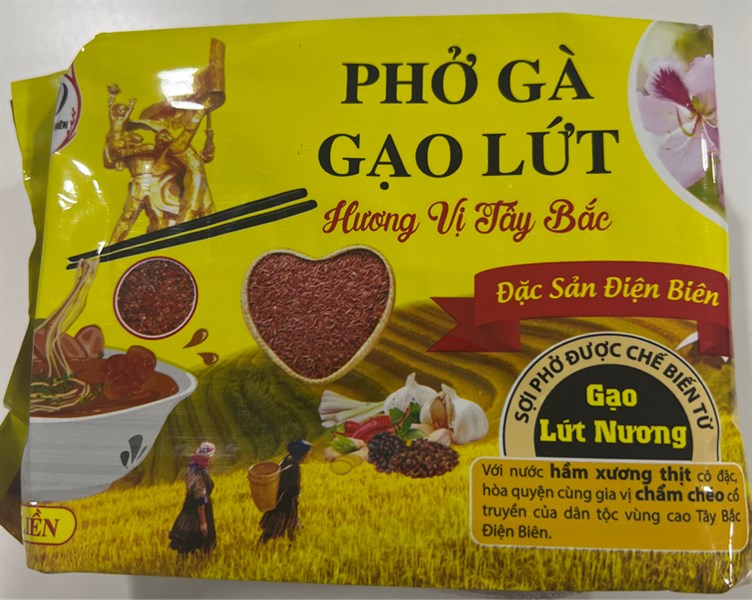 PHỞ GÀ
GẠO LỨT
Hương Vị Tây Bắc
Đặc Sản Điện Biên
SỢI PHỞ ĐƯỢC CHẾ BIẾN TỪ
Gạo
Lứt Nương
Với nước hầm xương thịt cô đặc,
hòa quyện cùng gia vị chẩm chéo cổ
truyền của dân tộc vùng cao Tây Bắc
Điện Biên.